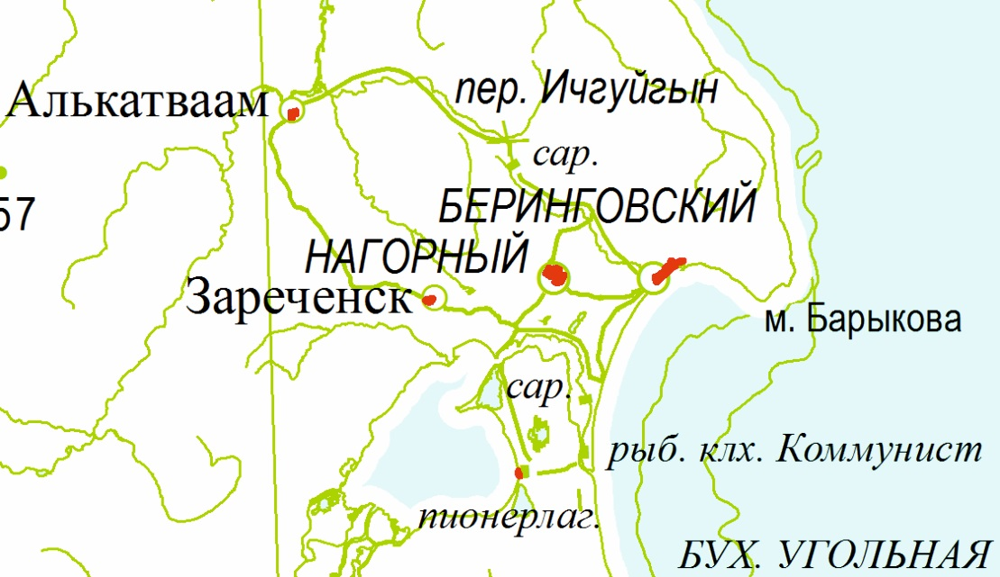 пер. Ичгуйгын
Алькатваам
сар.
57
БЕРИНГОВСКИЙ
НАГОРНЫЙ
Зареченск
м. Барыкова
сар.
рыб. клх. Коммунист
пионерлаг.
БУХ. УГОЛЬНАЯ